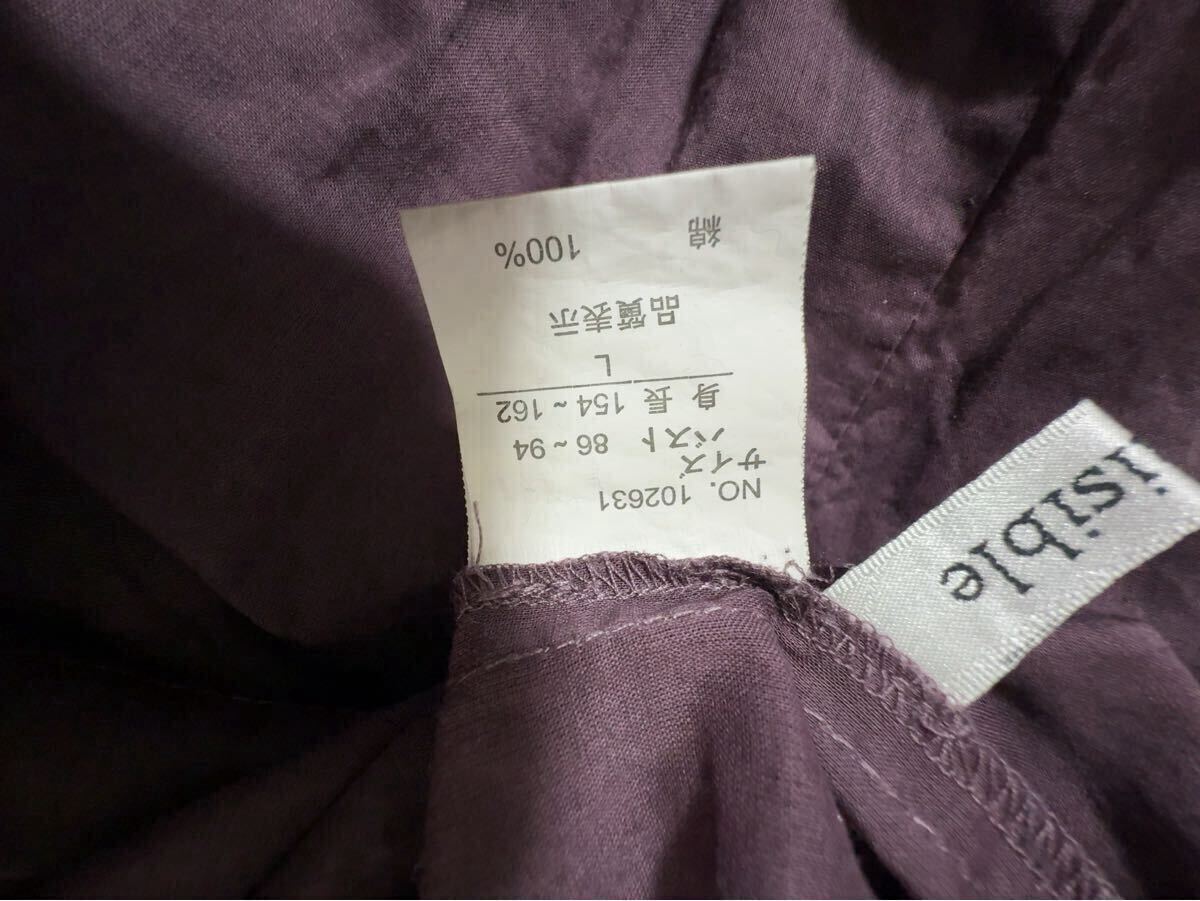 NO. 102631
サイズ
バスト 86~94
身 長 154~162
L
品質表示
綿 100%
isible